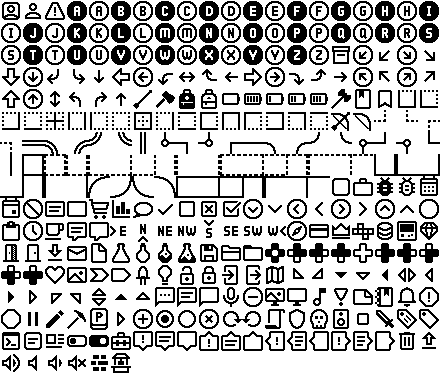 A A B B C C D D E E F F G G H H I
I J J K K L L M M N N O O P P Q Q R R S
S T T U U V V W W X X Y Y Z Z
E N NE NW S SE SW W
P